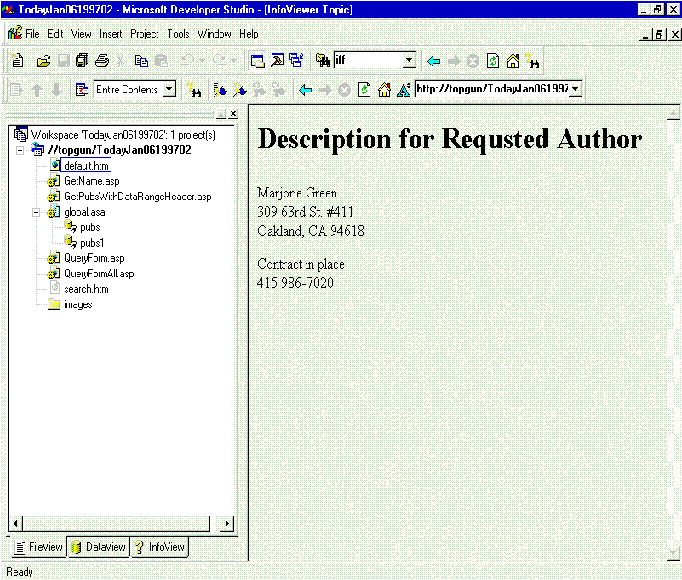 TodayJan06199702 - Microsoft Developer Studio - [InfoViewer Topic]
File Edit View Insert Project Tools Window Help
iff
Entire Contents
http://topgun/TodayJan061997
Workspace 'TodayJan06199702': 1 project(s)
//topgun/TodayJan06199702
default.htm
GetName.asp
GetPubsWithDataRangeHeader.asp
global.asa
pubs
pubs1
QueryForm.asp
QueryFormAll.asp
search.htm
images
FileView DataView InfoView
Description for Requsted Author
Marjorie Green
309 63rd St. #411
Oakland, CA 94618
Contract in place
415 986-7020
Ready